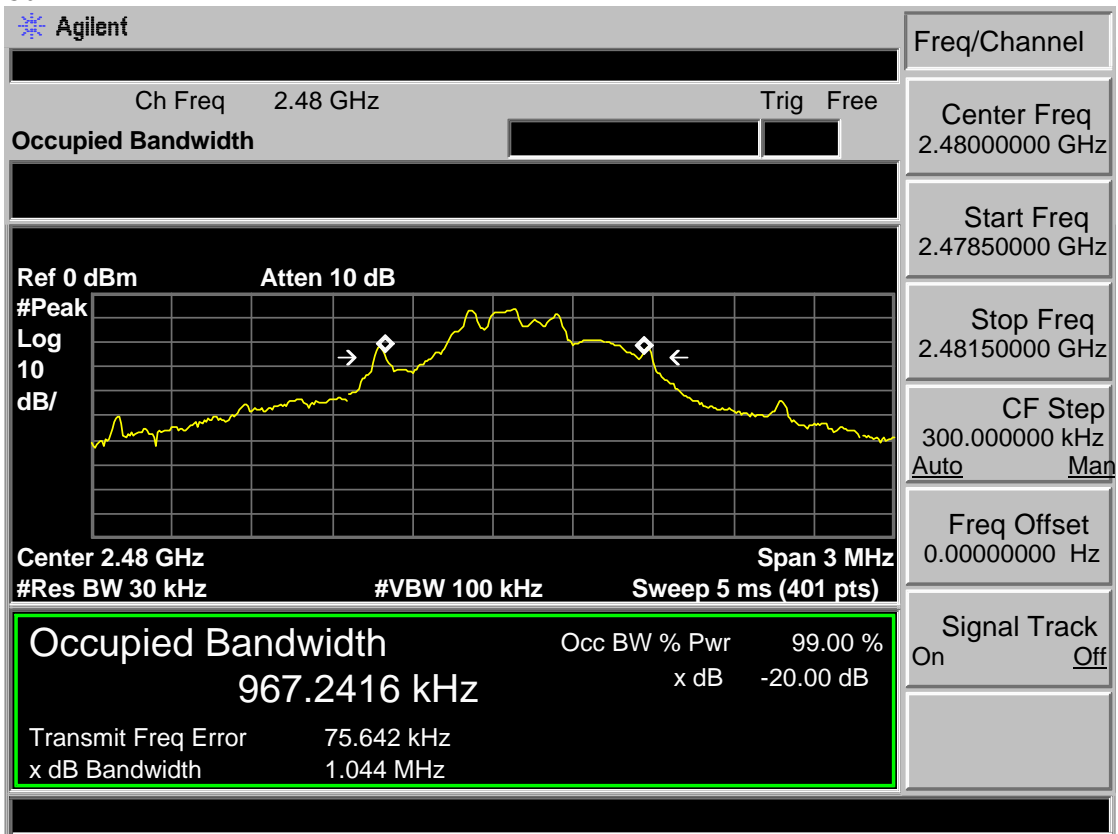 Agilent
Freq/Channel
Ch Freq 2.48 GHz Trig Free
Occupied Bandwidth
Center Freq
2.48000000 GHz
Start Freq
2.47850000 GHz
Stop Freq
2.48150000 GHz
CF Step
300.000000 kHz
Auto Man
Freq Offset
0.00000000 Hz
Signal Track
On Off
Ref 0 dBm Atten 10 dB
#Peak
Log
10
dB/
Center 2.48 GHz Span 3 MHz
#Res BW 30 kHz #VBW 100 kHz Sweep 5 ms (401 pts)
Occupied Bandwidth Occ BW % Pwr 99.00 %
967.2416 kHz x dB -20.00 dB
Transmit Freq Error 75.642 kHz
x dB Bandwidth 1.044 MHz